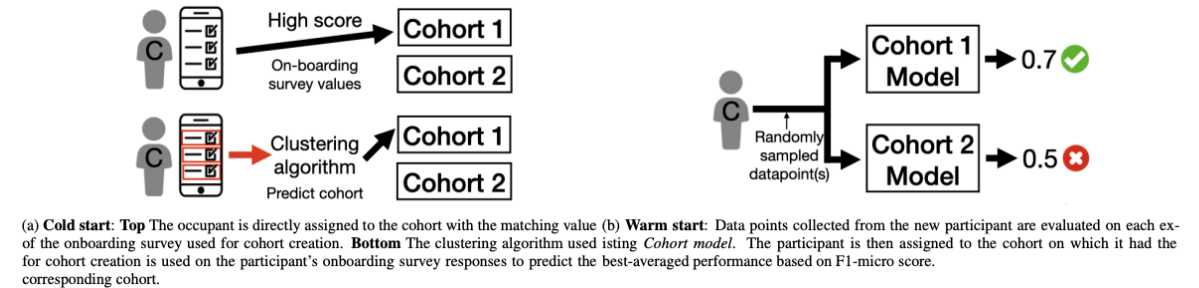 C
High score
On-boarding
survey values
Cohort 1
Cohort 2
C
Clustering
algorithm
Predict cohort
Cohort 1
Cohort 2
C
Randomly
sampled
datapoint(s)
Cohort 1
Model
0.7
Cohort 2
Model
0.5
(a) Cold start: Top The occupant is directly assigned to the cohort with the matching value
of the onboarding survey used for cohort creation. Bottom The clustering algorithm used
for cohort creation is used on the participant's onboarding survey responses to predict the
corresponding cohort.
(b) Warm start: Data points collected from the new participant are evaluated on each ex-
isting Cohort model. The participant is then assigned to the cohort on which it had the
best-averaged performance based on F1-micro score.